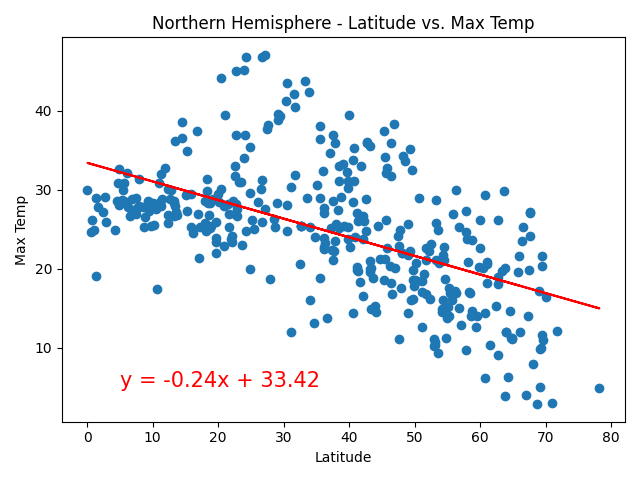 Northern Hemisphere - Latitude vs. Max Temp
Max Temp
40
30
20
10
y = -0.24x + 33.42
0 10 20 30 40 50 60 70 80
Latitude